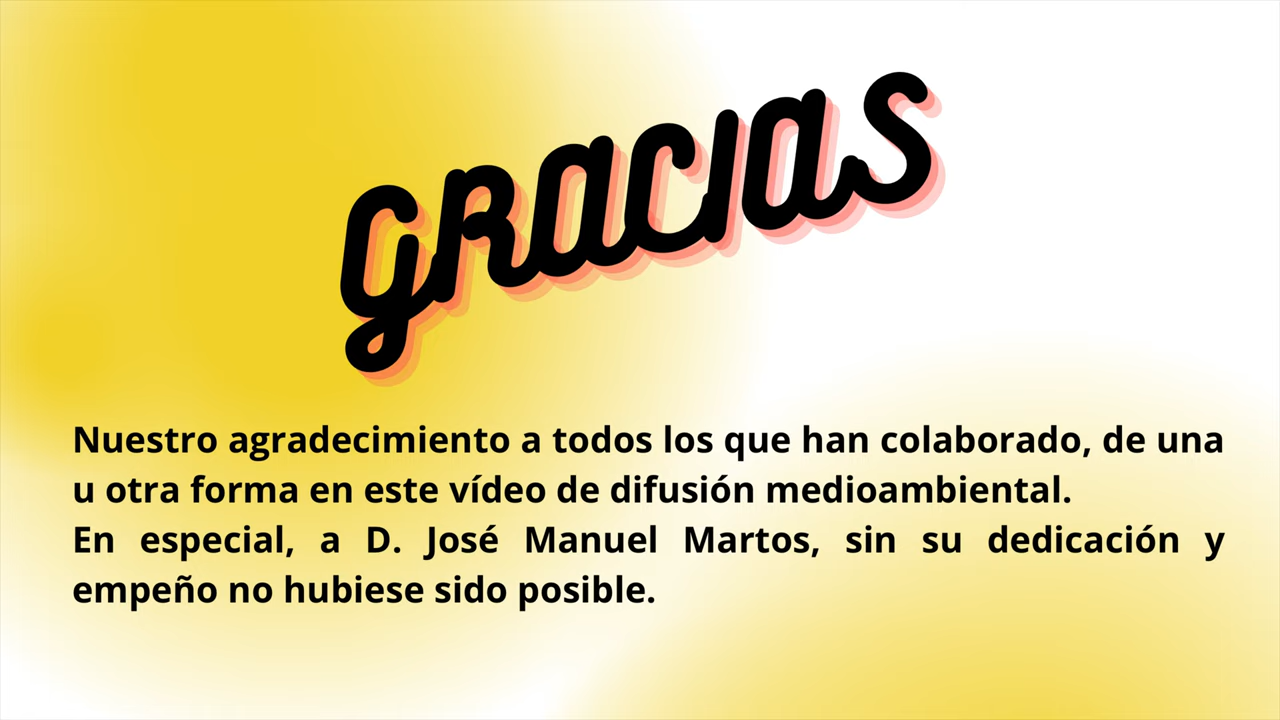 GRACIAS
Nuestro agradecimiento a todos los que han colaborado, de una
u otra forma en este vídeo de difusión medioambiental.
En especial, a D. José Manuel Martos, sin su dedicación y
empeño no hubiese sido posible.